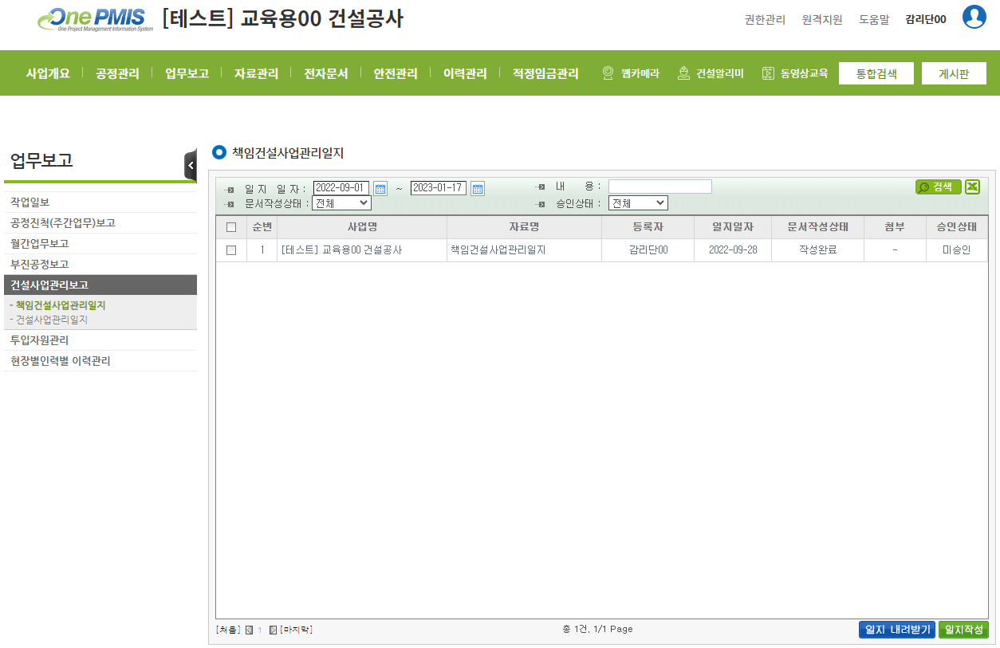 One PMIS
One Project Management Information System
[테스트] 교육용00 건설공사
권한관리 원격지원 도움말 감리단00
사업개요 공정관리 업무보고 자료관리 전자문서 안전관리 이력관리 적정임금관리 웹카메라 건설알리미 동영상교육 통합검색 게시판
업무보고
작업일보
공정진척(주간업무)보고
월간업무보고
부진공정보고
건설사업관리보고
- 책임건설사업관리일지
- 건설사업관리일지
투입자원관리
현장별인력별 이력관리
책임건설사업관리일지
일 지 일 자 : 2022-09-01 ~ 2023-01-17 내 용 : 검색
문서작성상태 : 전체 승인상태 : 전체
순번 사업명 자료명 등록자 일지일자 문서작성상태 첨부 승인상태
1 [테스트] 교육용00 건설공사 책임건설사업관리일지 감리단00 2022-09-28 작성완료 - 미승인
[처음] 1 [마지막] 총 1건, 1/1 Page 일지 내려받기 일지작성